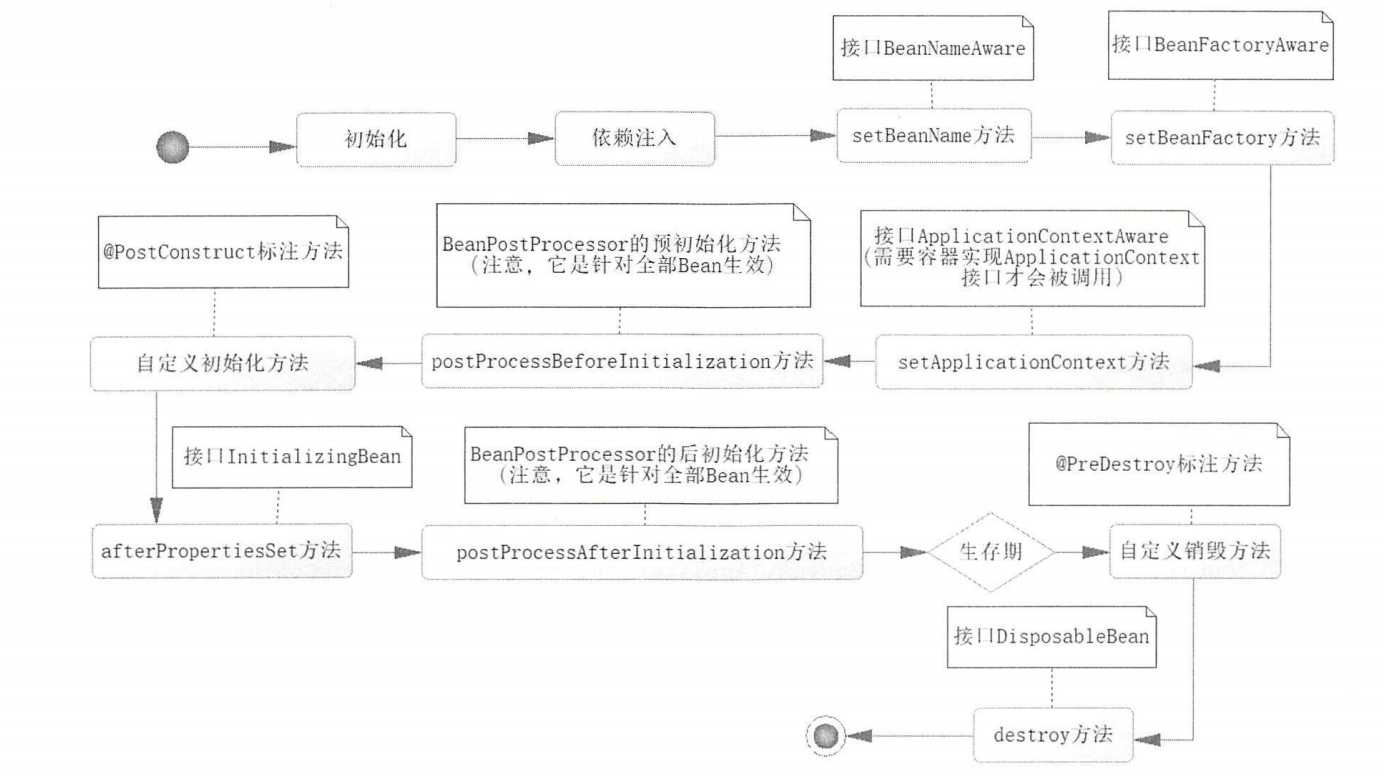 接口BeanNameAware
接口BeanFactoryAware
初始化
依赖注入
setBeanName方法
setBeanFactory方法
@PostConstruct标注方法
BeanPostProcessor的预初始化方法
(注意，它是针对全部Bean生效)
接口ApplicationContextAware
(需要容器实现ApplicationContext
接口才会被调用)
自定义初始化方法
postProcessBeforeInitialization方法
setApplicationContext方法
接口InitializingBean
BeanPostProcessor的后初始化方法
(注意，它是针对全部Bean生效)
@PreDestroy标注方法
afterPropertiesSet方法
postProcessAfterInitialization方法
生存期
自定义销毁方法
接口DisposableBean
destroy方法